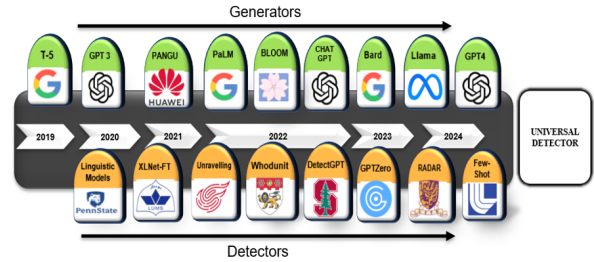 Generators
T-5
GPT 3
PANGU
PaLM
BLOOM
CHAT
GPT
Bard
Llama
GPT4
HUAWEI
2019
2020
2021
2022
2023
2024
UNIVERSAL
DETECTOR
Linguistic
Models
XLNet-FT
Unravelling
Whodunit
DetectGPT
GPTZero
RADAR
Few-
Shot
PennState
LUMS
Detectors